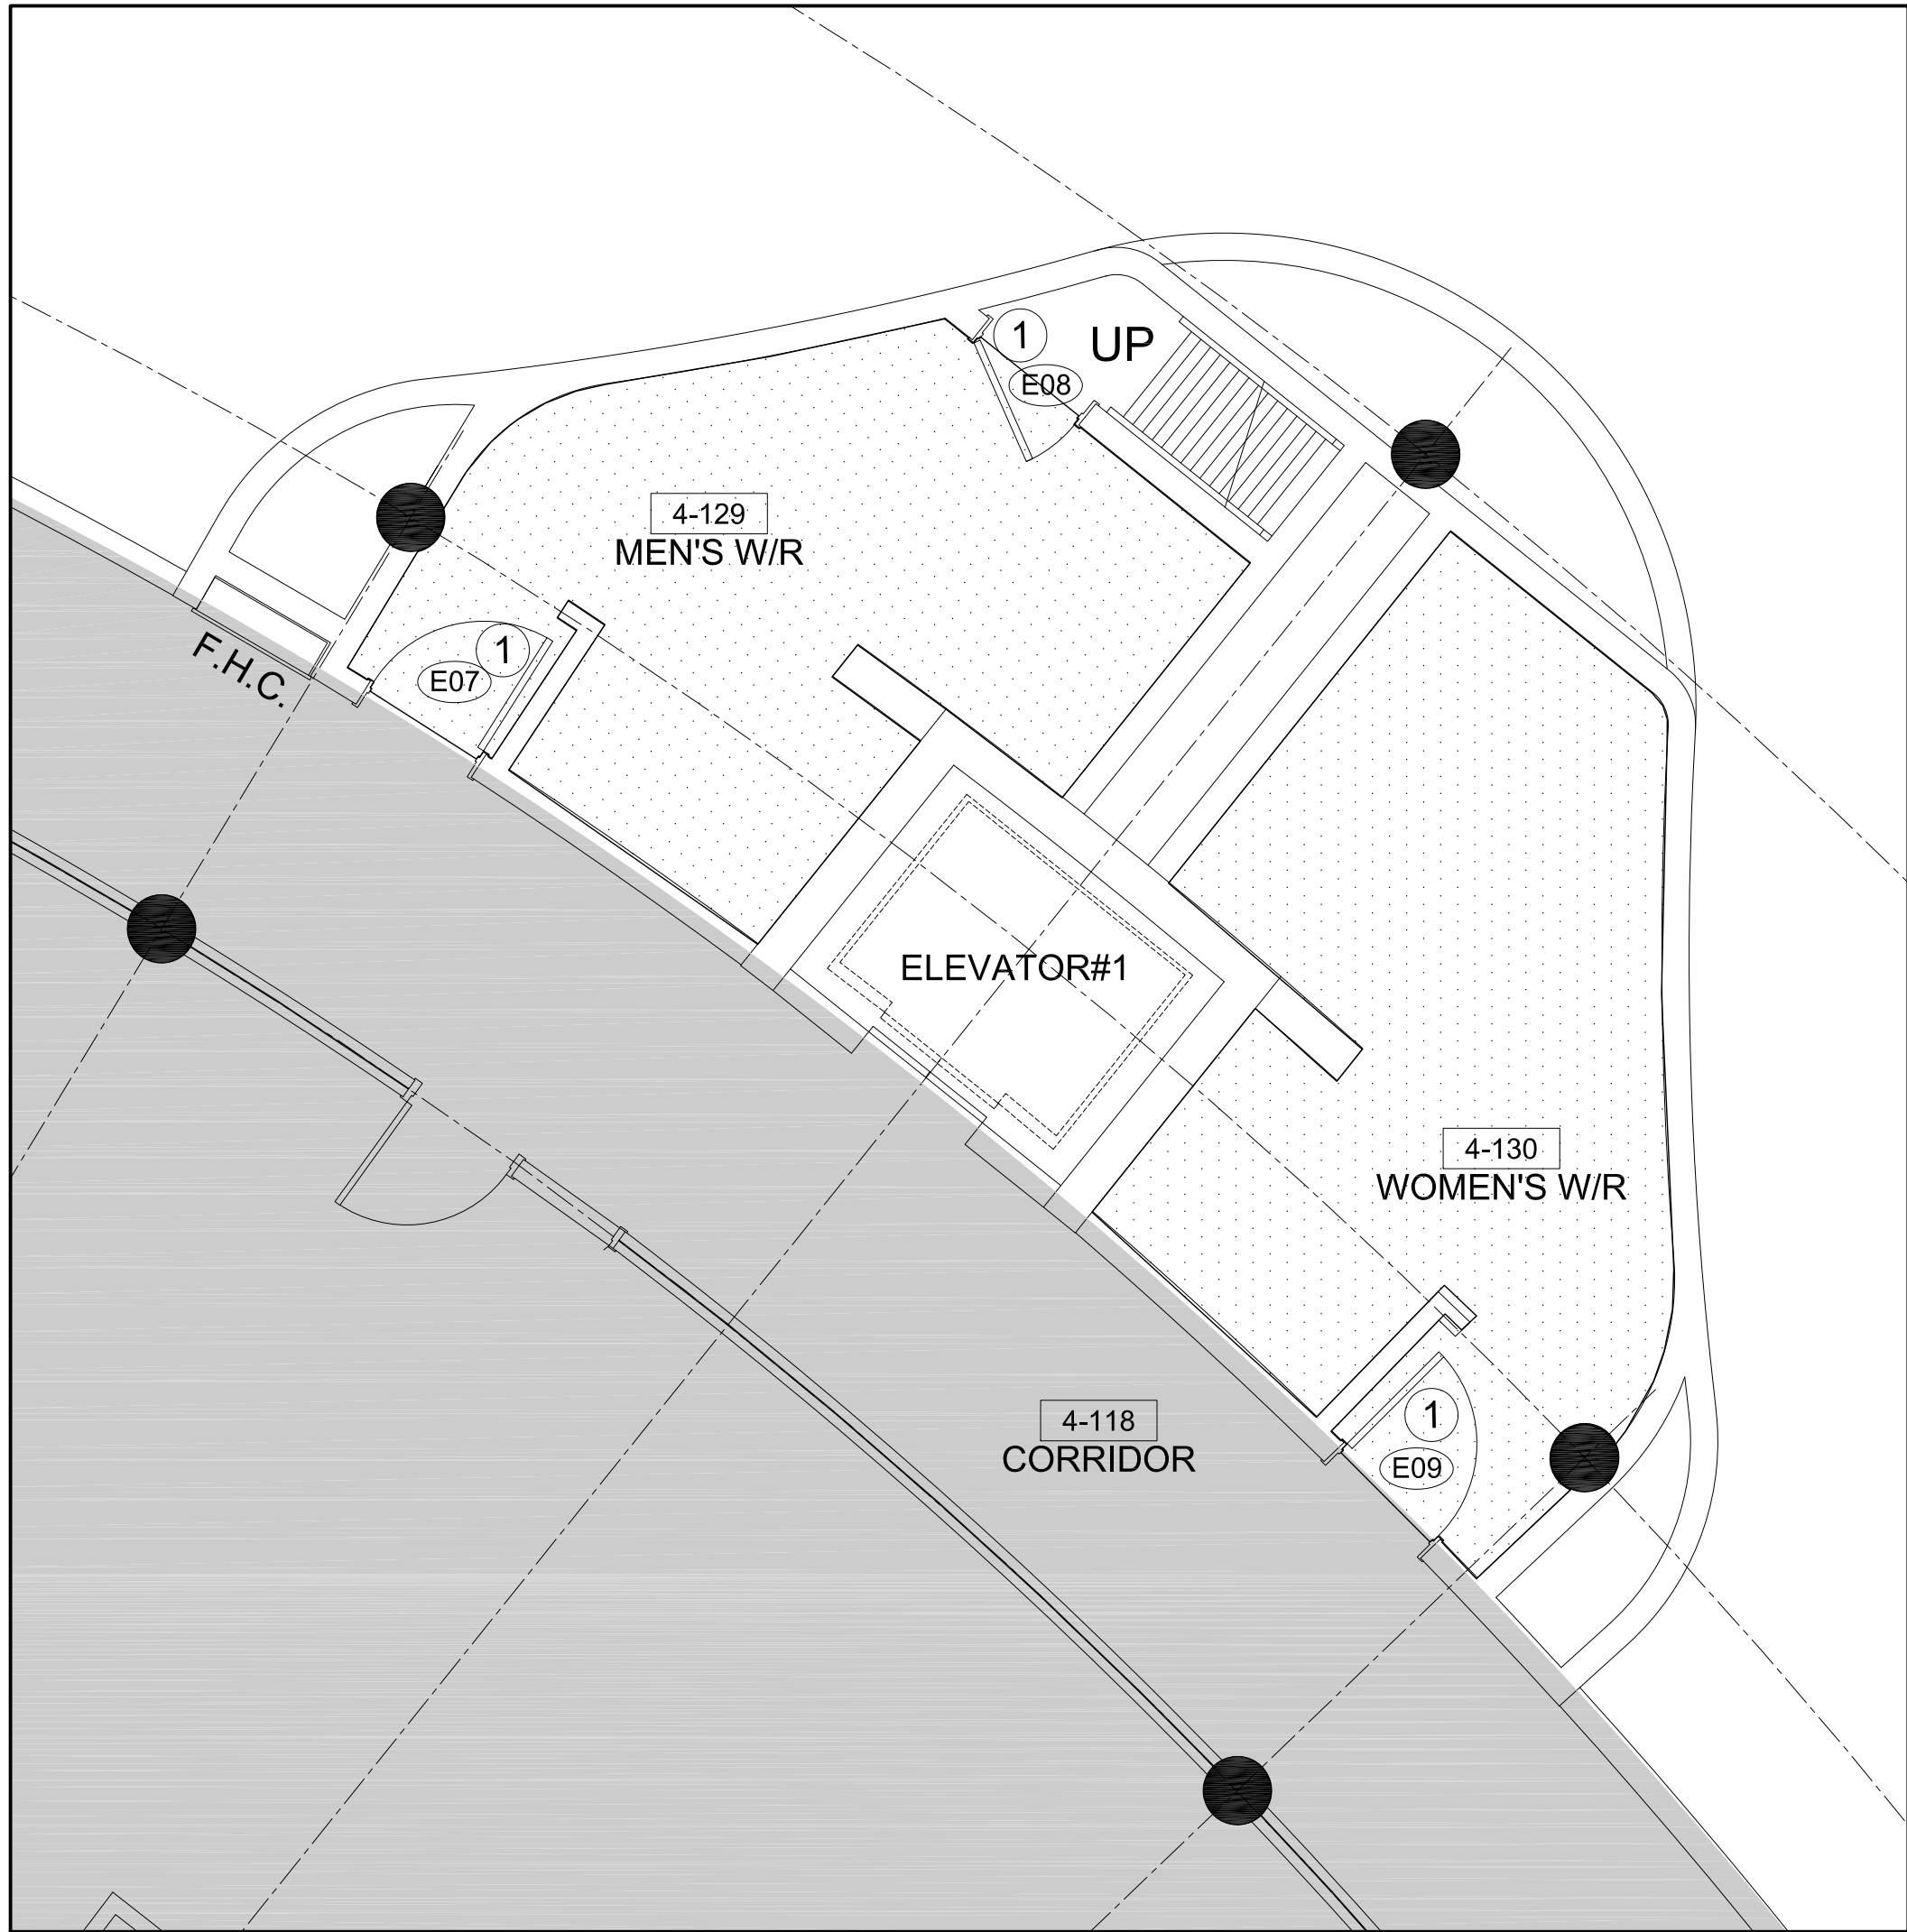 1
UP
E08
4-129
MEN'S W/R
1
E07
F.H.C.
ELEVATOR#1
4-130
WOMEN'S W/R
4-118
CORRIDOR
1
E09